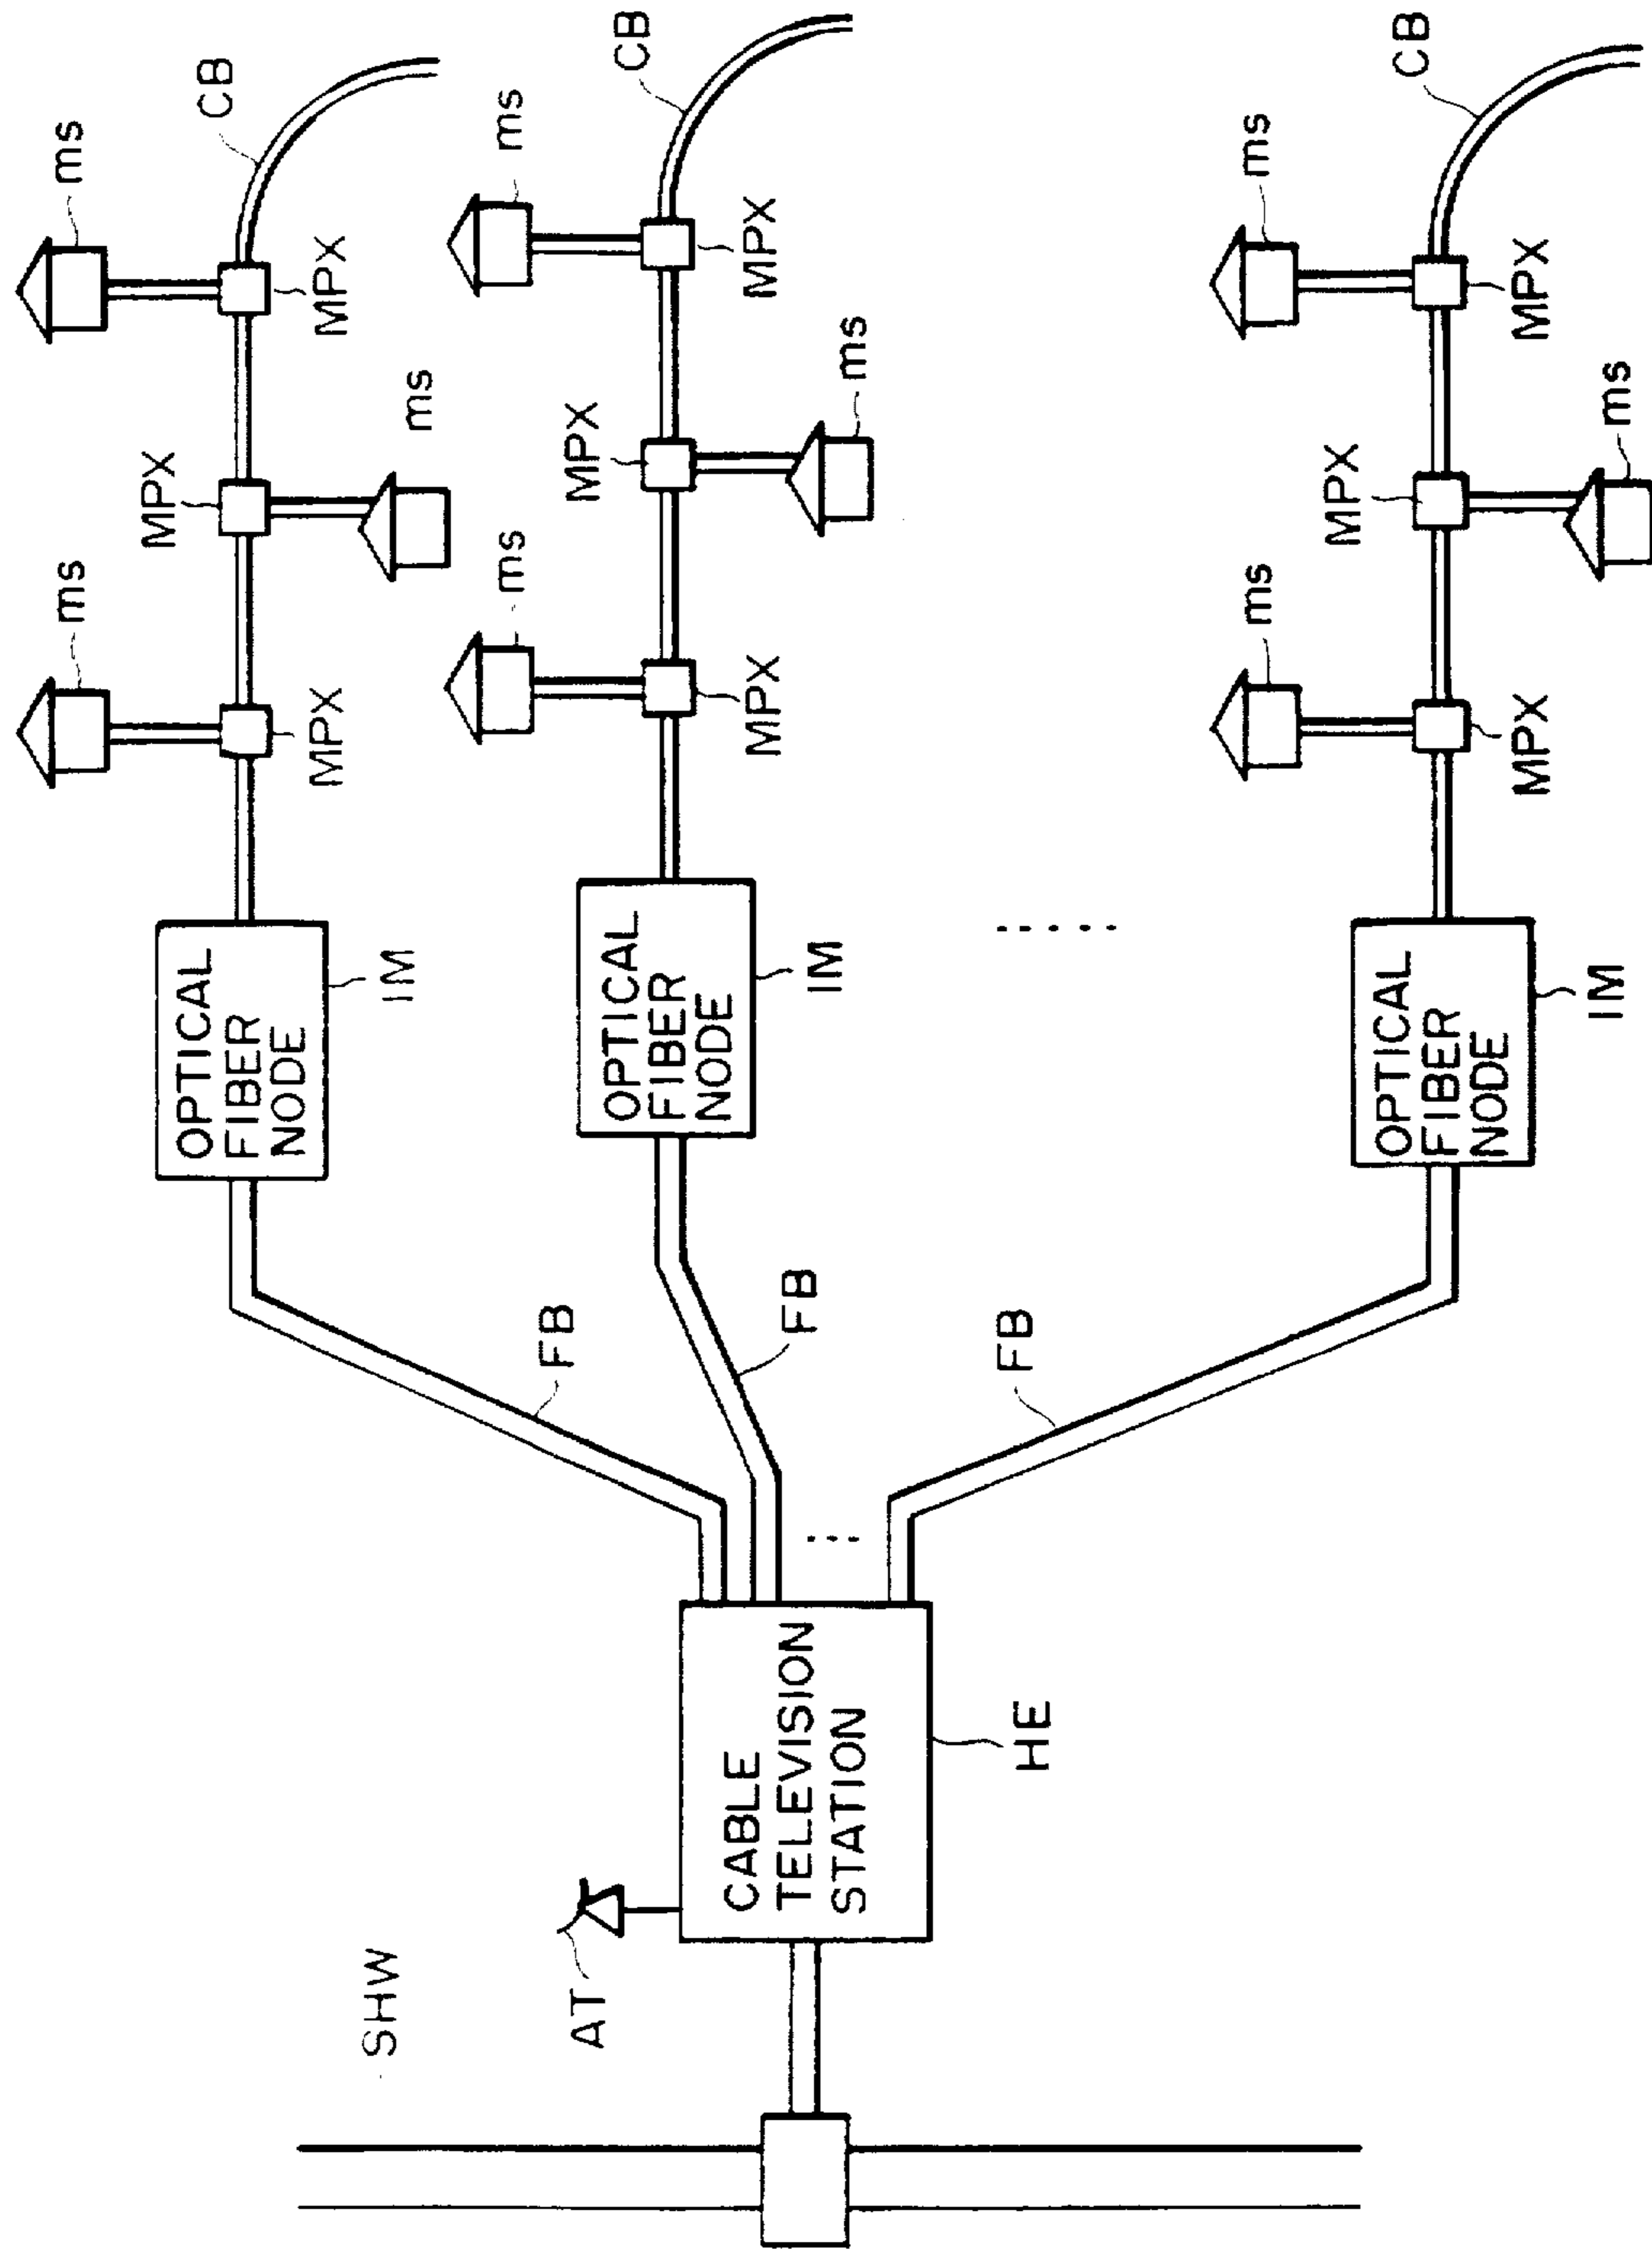 SHW
AT
CABLE
TELEVISION
STATION
HE
FB
FB
FB
OPTICAL
FIBER
NODE
IM
ms
MPX
MPX
ms
ms
MPX
CB
OPTICAL
FIBER
NODE
IM
ms
MPX
MPX
ms
ms
MPX
CB
OPTICAL
FIBER
NODE
IM
ms
MPX
MPX
ms
ms
MPX
CB